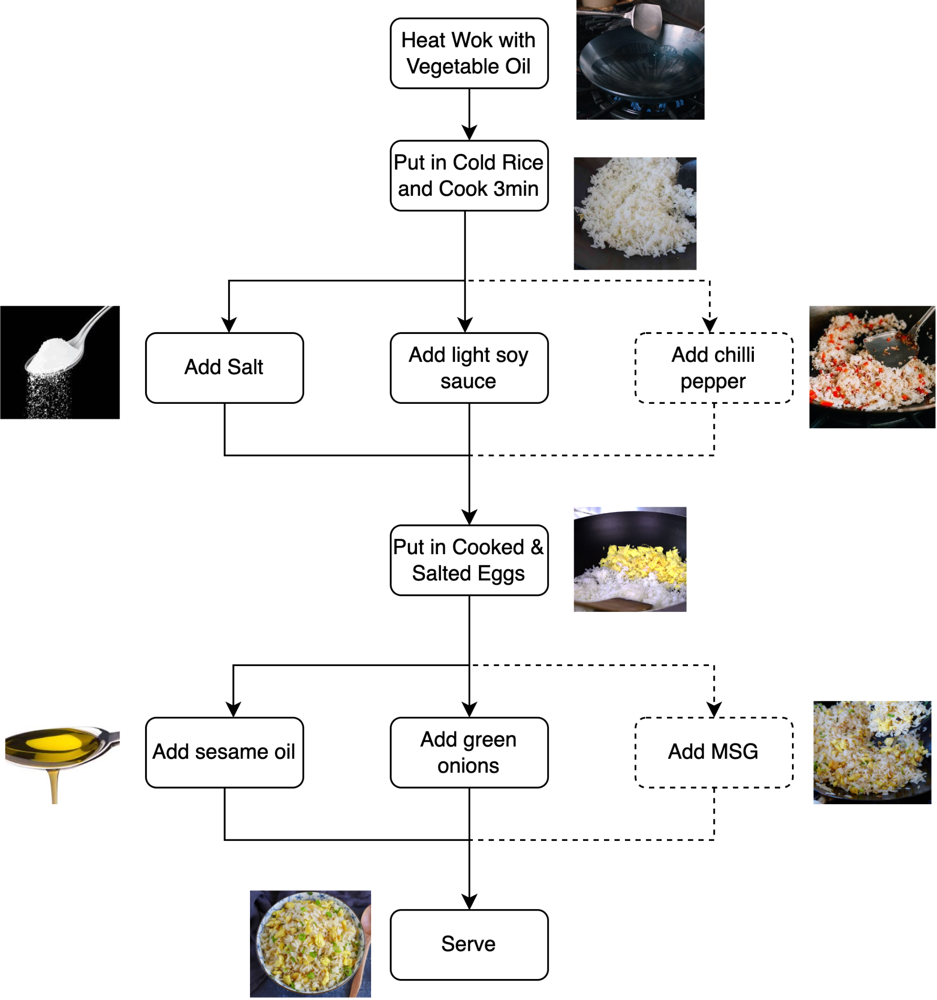 Heat Wok with
Vegetable Oil
Put in Cold Rice
and Cook 3min
Add Salt
Add light soy
sauce
Add chilli
pepper
Put in Cooked &
Salted Eggs
Add sesame oil
Add green
onions
Add MSG
Serve